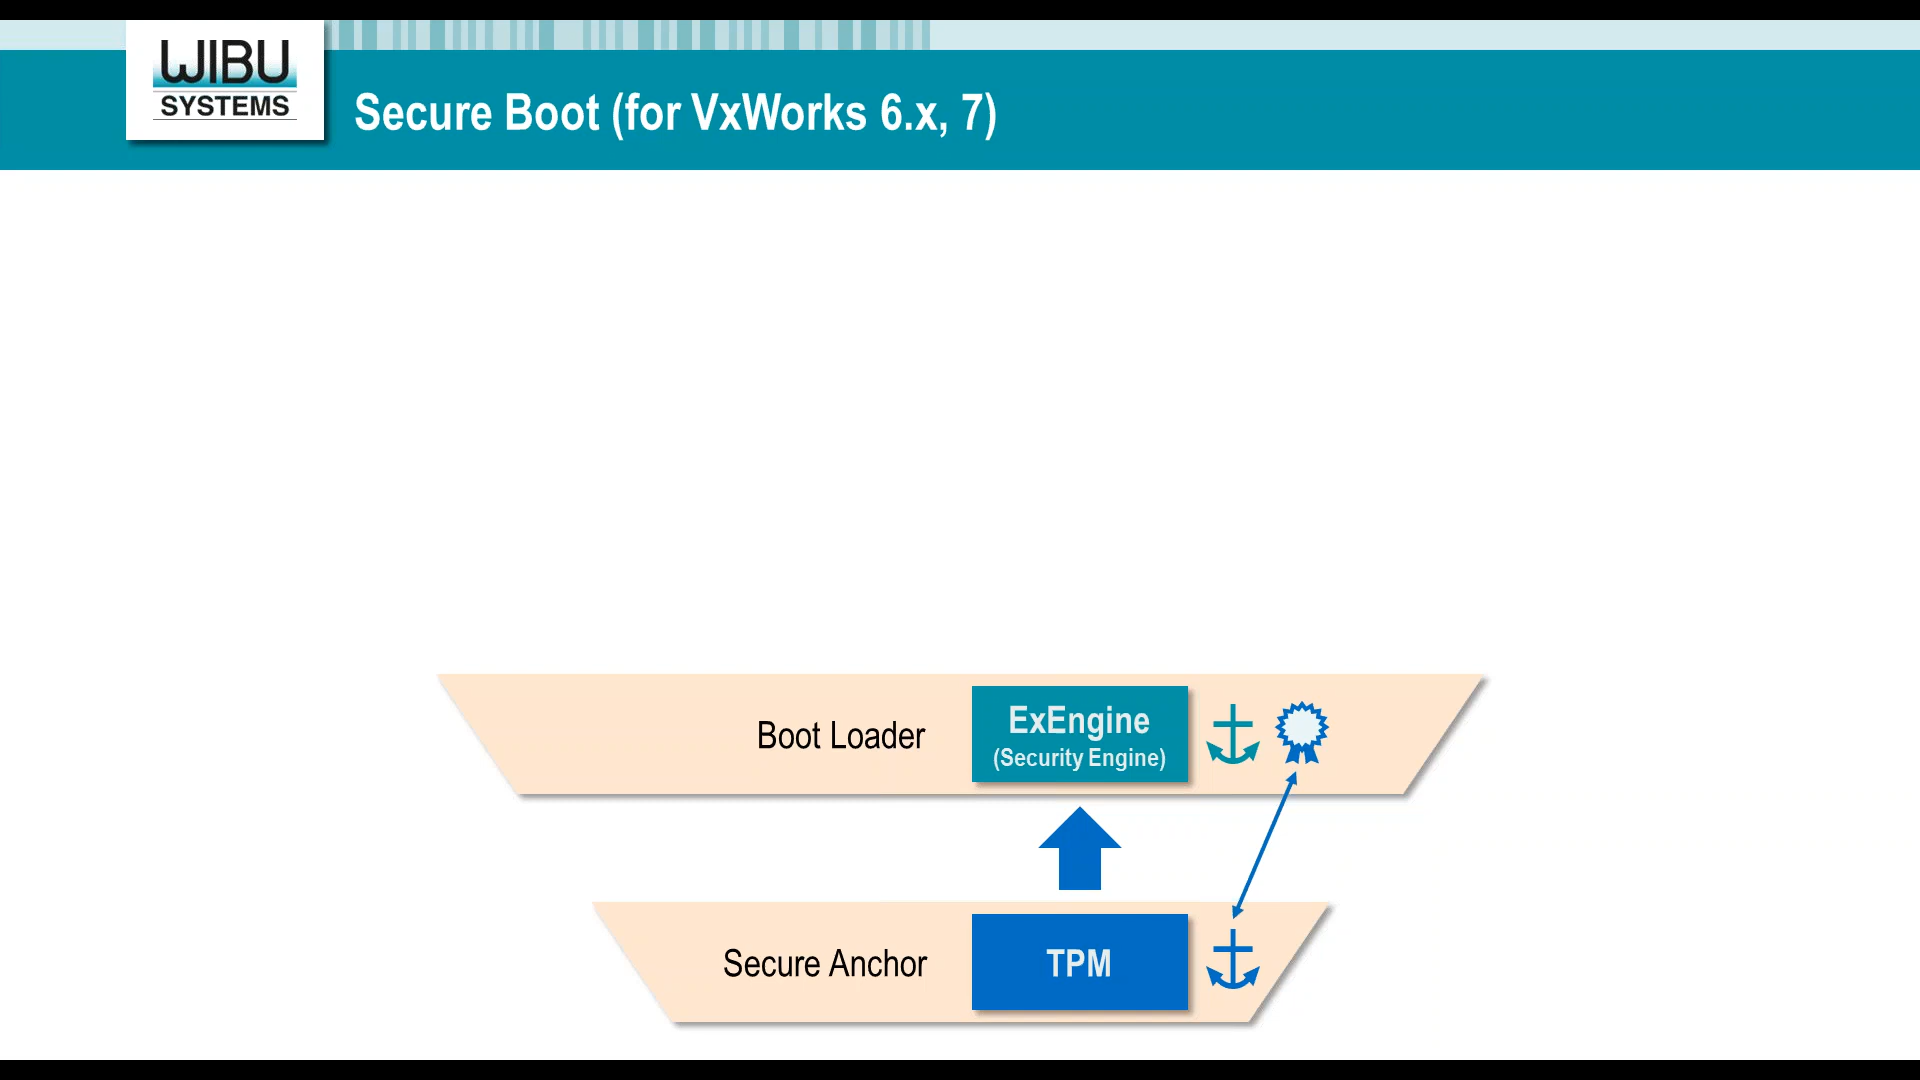 WIBU
SYSTEMS
Secure Boot (for VxWorks 6.x, 7)
Boot Loader
ExEngine
(Security Engine)
Secure Anchor
TPM